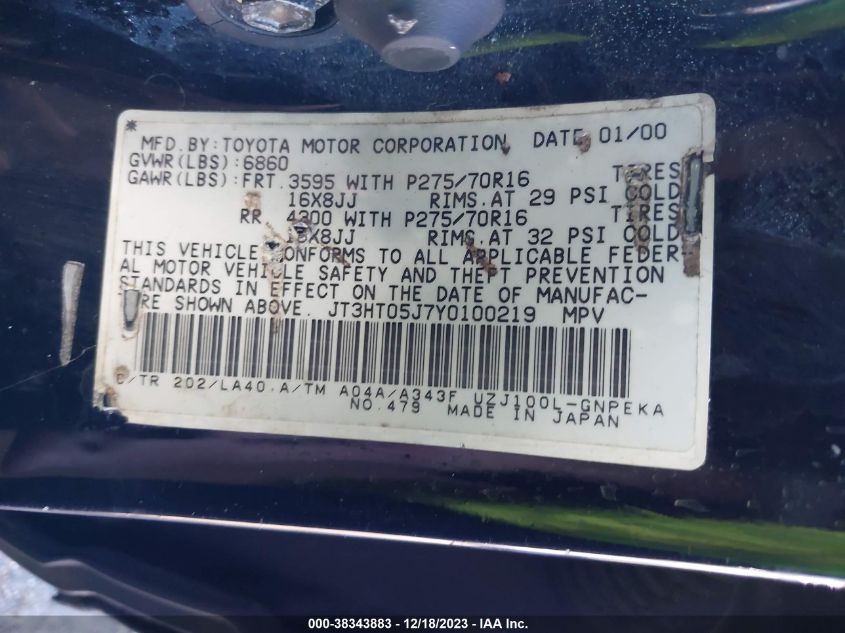 *
MFD. BY: TOYOTA MOTOR CORPORATION DATE 01/00
GVWR(LBS): 6860
GAWR(LBS): FRT. 3595 WITH P275/70R16 TIRES
16X8JJ RIMS. AT 29 PSI COLD
RR 4300 WITH P275/70R16 TIRES
16X8JJ RIMS. AT 32 PSI COLD
THIS VEHICLE CONFORMS TO ALL APPLICABLE FEDER-
AL MOTOR VEHICLE SAFETY AND THEFT PREVENTION
STANDARDS IN EFFECT ON THE DATE OF MANUFAC-
TURE SHOWN ABOVE. JT3HT05J7Y0100219 MPV
C/TR 202/LA40 A/TM A04A/A343F UZJ100L-GNPEKA
NO. 479 MADE IN JAPAN
000-38343883 - 12/18/2023 - IAA Inc.